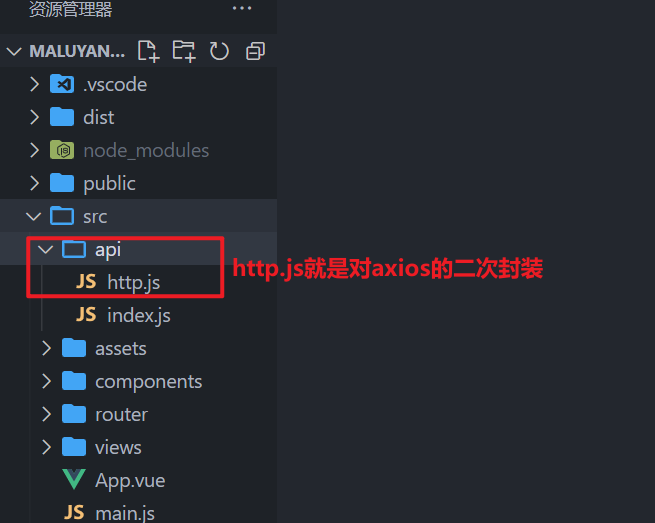 资源管理器 ...
MALUYAN...
.vscode
dist
node_modules
public
src
api
http.js就是对axios的二次封装
JS http.js
JS index.js
assets
components
router
views
App.vue
JS main.js